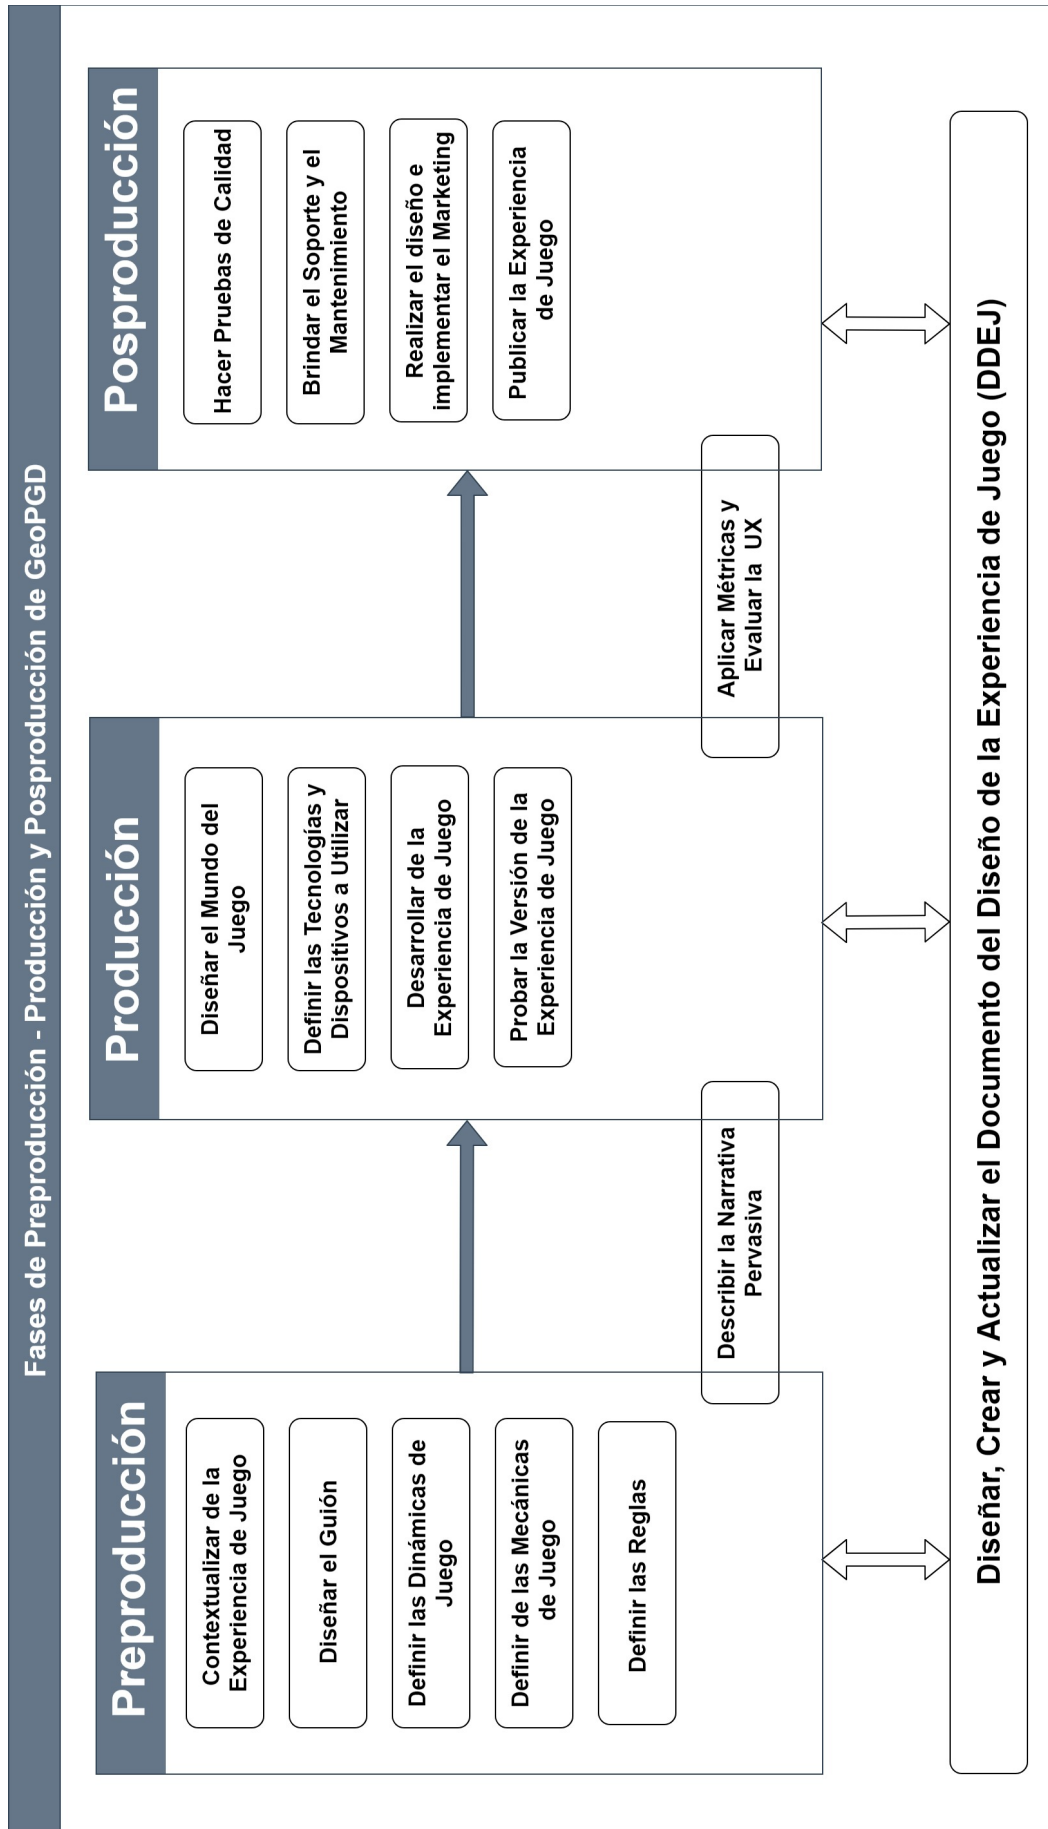 Fases de Preproducción - Producción y Posproducción de GeoPGD
Preproducción
Contextualizar de la
Experiencia de Juego
Diseñar el Guión
Definir las Dinámicas de
Juego
Definir de las Mecánicas
de Juego
Definir las Reglas
Describir la Narrativa
Pervasiva
Producción
Diseñar el Mundo del
Juego
Definir las Tecnologías y
Dispositivos a Utilizar
Desarrollar de la
Experiencia de Juego
Probar la Versión de la
Experiencia de Juego
Aplicar Métricas y
Evaluar la UX
Posproducción
Hacer Pruebas de Calidad
Brindar el Soporte y el
Mantenimiento
Realizar el diseño e
implementar el Marketing
Publicar la Experiencia
de Juego
Diseñar, Crear y Actualizar el Documento del Diseño de la Experiencia de Juego (DDEJ)